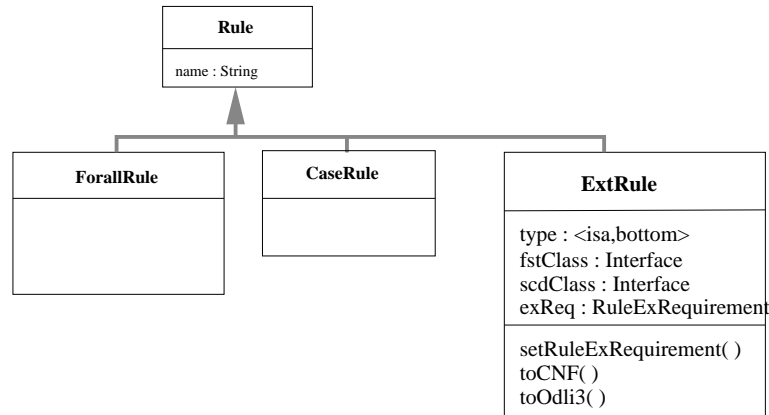 Rule
name : String
ForallRule
CaseRule
ExtRule
type : <isa,bottom>
fstClass : Interface
scdClass : Interface
exReq : RuleExRequirement
setRuleExRequirement( )
toCNF( )
toOdli3( )